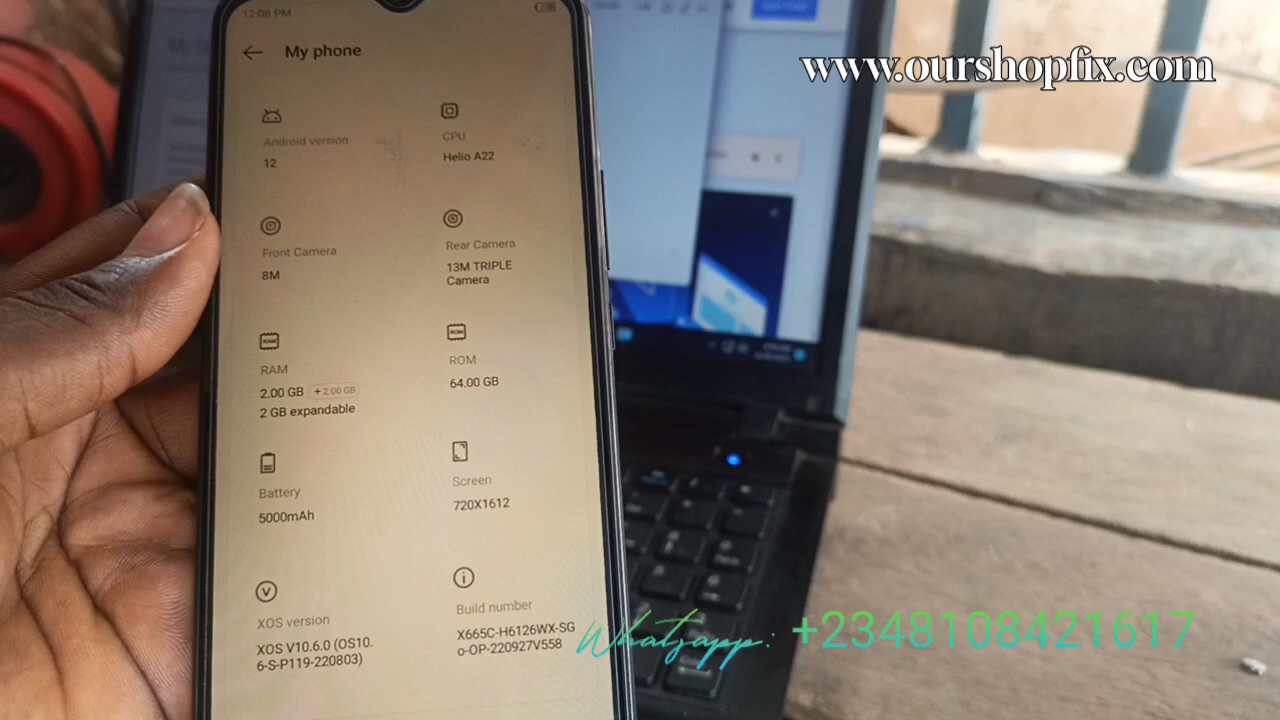 12:08 PM
www.ourshopfix.com
My phone
Android version
12
CPU
Helio A22
Front Camera
8M
Rear Camera
13M TRIPLE
Camera
RAM
RAM
2.00 GB +2.00 GB
2 GB expandable
ROM
ROM
64.00 GB
Battery
5000mAh
Screen
720X1612
V
XOS version
XOS V10.6.0 (OS10.
6-S-P119-220803)
Build number
X665C-H6126WX-SG
o-OP-220927V558
Whatsapp: +2348108421617